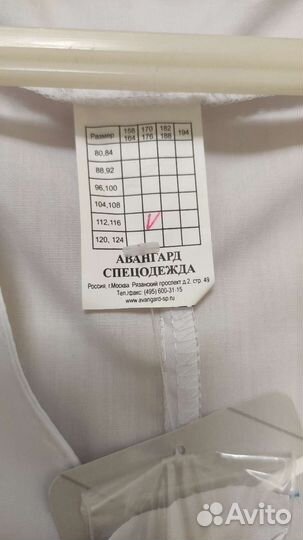 Размер 158 164 170 176 182 188 194
80,84
88,92
96,100
104,108
112,116
120, 124
АВАНГАРД
СПЕЦОДЕЖДА
Россия, г.Москва Рязанский проспект д.2, стр. 49
Тел./факс: (495) 600-31-15
www.avangard-sp.ru
Avito